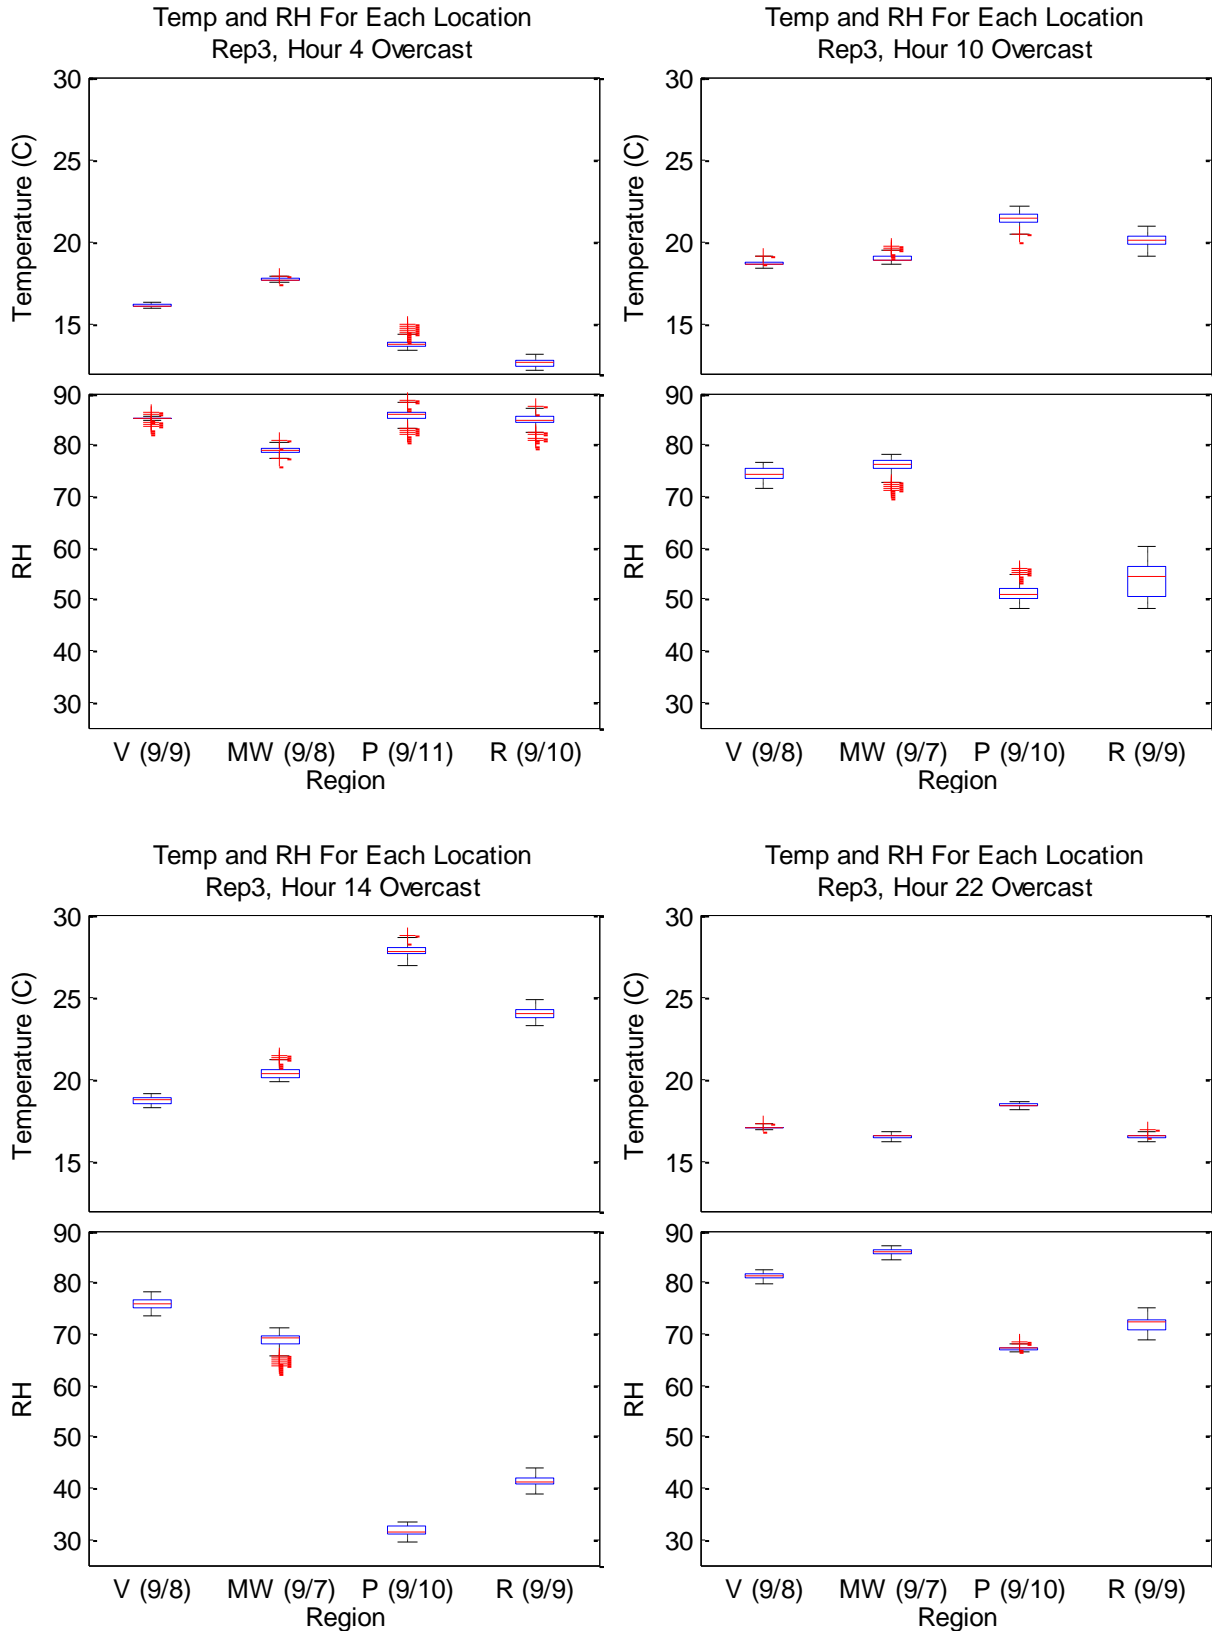 Temp and RH For Each Location
Rep3, Hour 4 Overcast
30
25
20
15
Temperature (C)
90
80
70
60
50
40
30
RH
V (9/9) MW (9/8) P (9/11) R (9/10)
Region
Temp and RH For Each Location
Rep3, Hour 10 Overcast
30
25
20
15
Temperature (C)
90
80
70
60
50
40
30
RH
V (9/8) MW (9/7) P (9/10) R (9/9)
Region
Temp and RH For Each Location
Rep3, Hour 14 Overcast
30
25
20
15
Temperature (C)
90
80
70
60
50
40
30
RH
V (9/8) MW (9/7) P (9/10) R (9/9)
Region
Temp and RH For Each Location
Rep3, Hour 22 Overcast
30
25
20
15
Temperature (C)
90
80
70
60
50
40
30
RH
V (9/8) MW (9/7) P (9/10) R (9/9)
Region